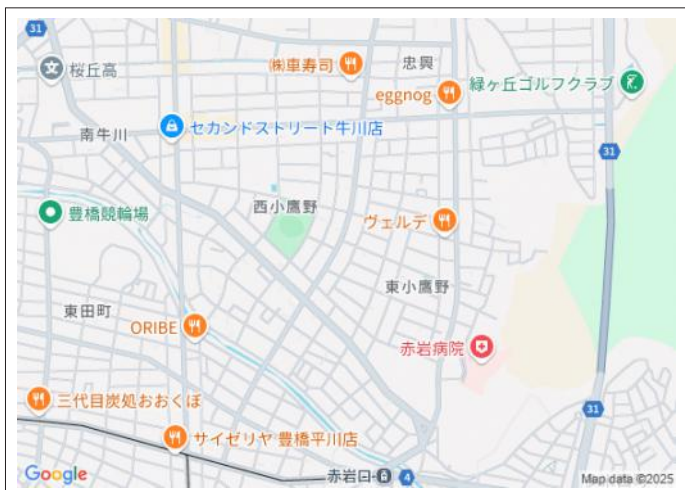 31
桜丘高
㈱車寿司
忠興
eggnog
緑ヶ丘ゴルフクラブ
南牛川
セカンドストリート牛川店
31
豊橋競輪場
西小鷹野
ヴェルデ
東田町
東小鷹野
ORIBE
赤岩病院
三代目炭処おおくぼ
31
サイゼリヤ 豊橋平川店
Google
赤岩口
4
Map data ©2025